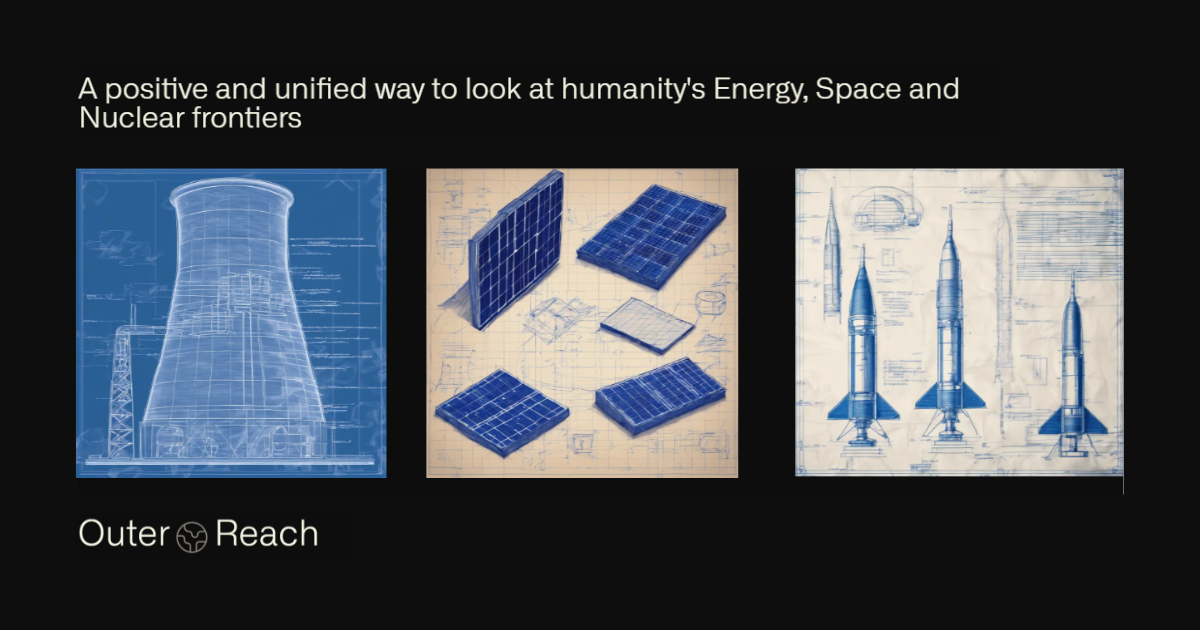 A positive and unified way to look at humanity's Energy, Space and
Nuclear frontiers
Outer Reach